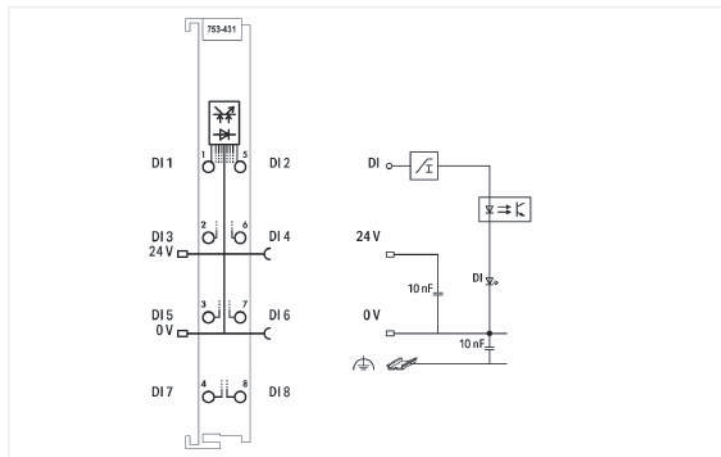 753-431
1 5
DI 1 DI 2
2 6
DI 3 DI 4
24 V
3 7
DI 5 DI 6
0 V
4 8
DI 7 DI 8
DI
24 V
DI
10 nF
0 V
10 nF